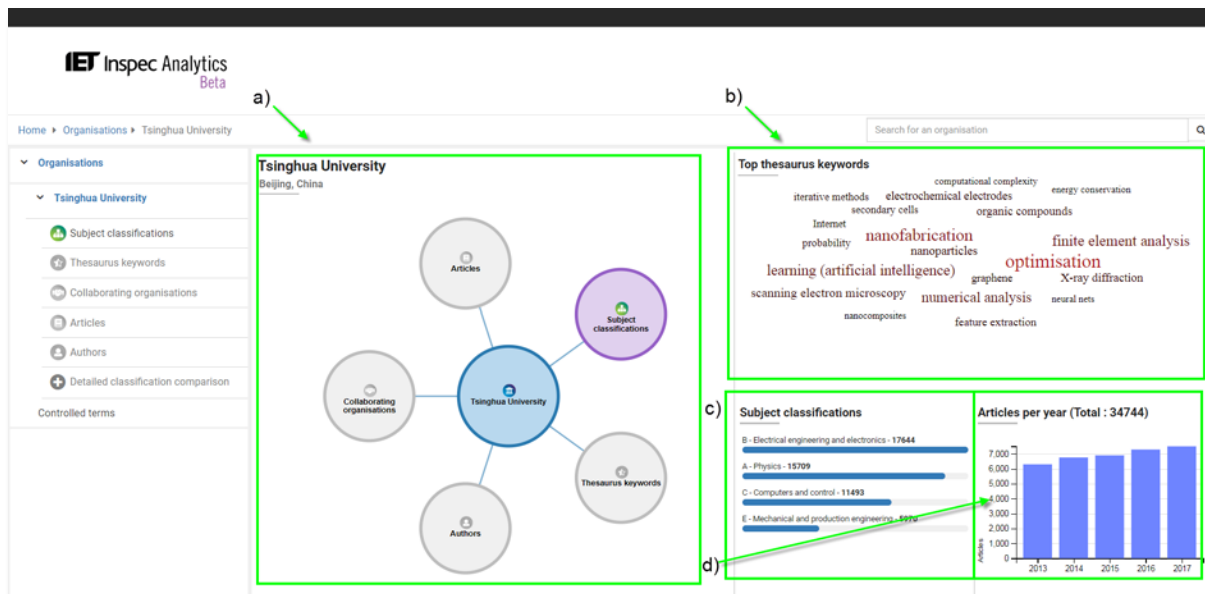 IET Inspec Analytics
Beta
a)
b)
Home Organisations Tsinghua University
Search for an organisation
Organisations
Tsinghua University
Subject classifications
Thesaurus keywords
Collaborating organisations
Articles
Authors
Detailed classification comparison
Controlled terms
Tsinghua University
Beijing, China
Articles
Subject
classifications
Collaborating
organisations
Tsinghua University
Thesaurus keywords
Authors
Top thesaurus keywords
computational complexity
iterative methods electrochemical electrodes energy conservation
secondary cells organic compounds
Internet
probability nanofabrication finite element analysis
nanoparticles
optimisation
learning (artificial intelligence) graphene X-ray diffraction
scanning electron microscopy numerical analysis neural nets
nanocomposites feature extraction
c)
Subject classifications
B - Electrical engineering and electronics - 17644
A - Physics - 15709
C - Computers and control - 11493
E - Mechanical and production engineering - 5970
d)
Articles per year (Total : 34744)
7,000
6,000
5,000
4,000
3,000
2,000
1,000
0
Articles
2013 2014 2015 2016 2017